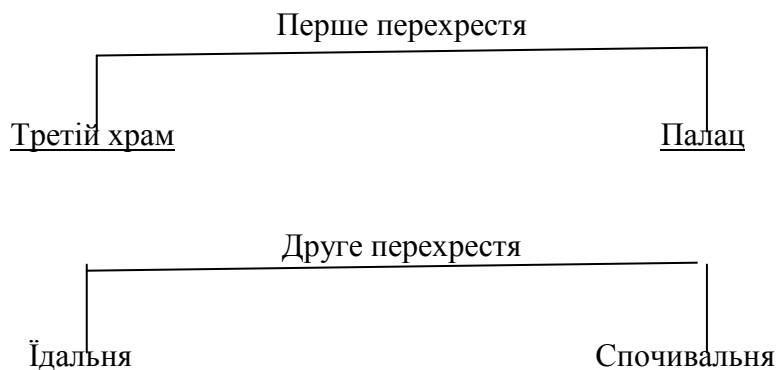 Перше перехрестя
Третій храм Палац
Друге перехрестя
Їдальня Спочивальня